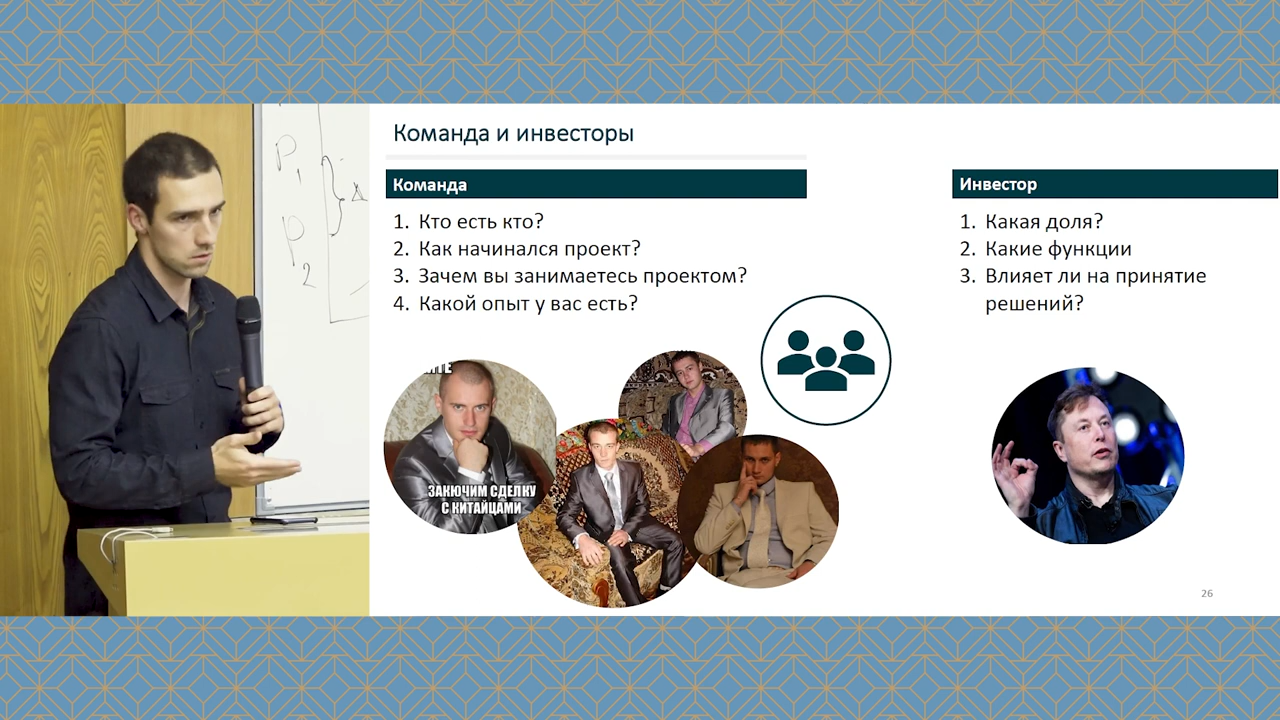 P1
P2
Команда и инвесторы
Команда
1. Кто есть кто?
2. Как начинался проект?
3. Зачем вы занимаетесь проектом?
4. Какой опыт у вас есть?
ЗАКЮЧИМ СДЕЛКУ
С КИТАЙЦАМИ
Инвестор
1. Какая доля?
2. Какие функции
3. Влияет ли на принятие
решений?
26